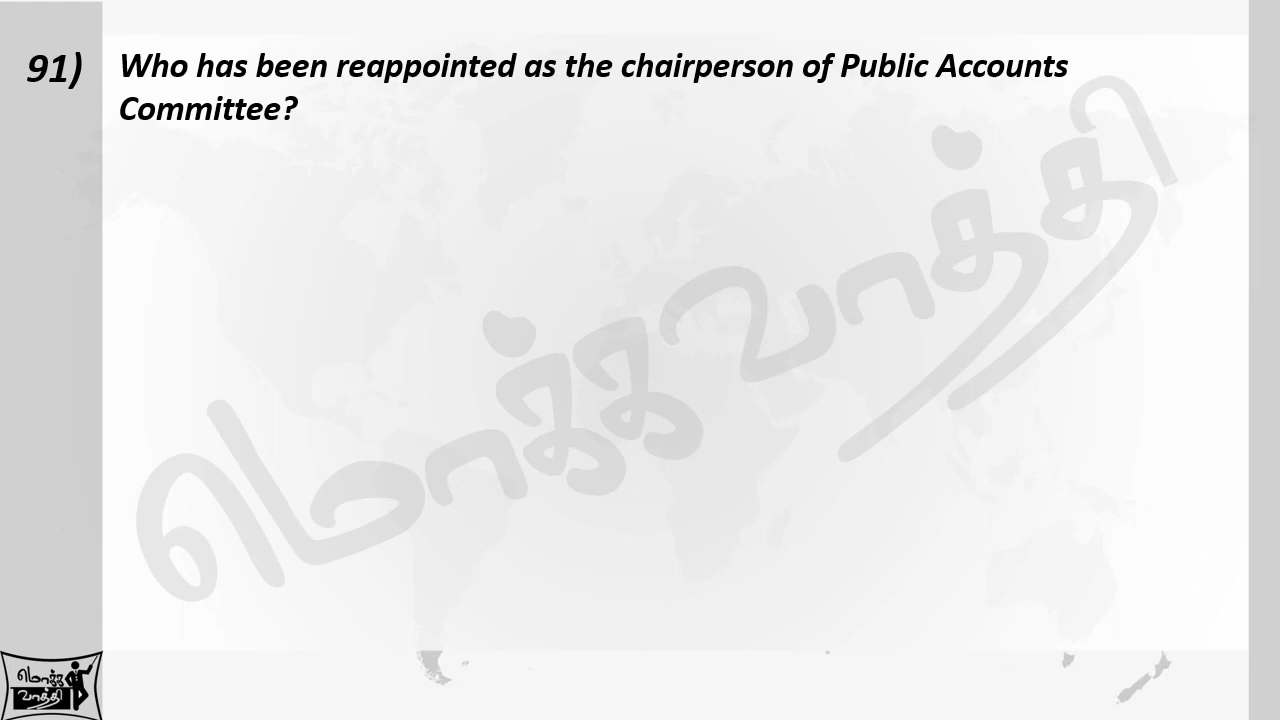 91) Who has been reappointed as the chairperson of Public Accounts
Committee?
மொக்க வாத்தி
மொக்க
வாத்தி